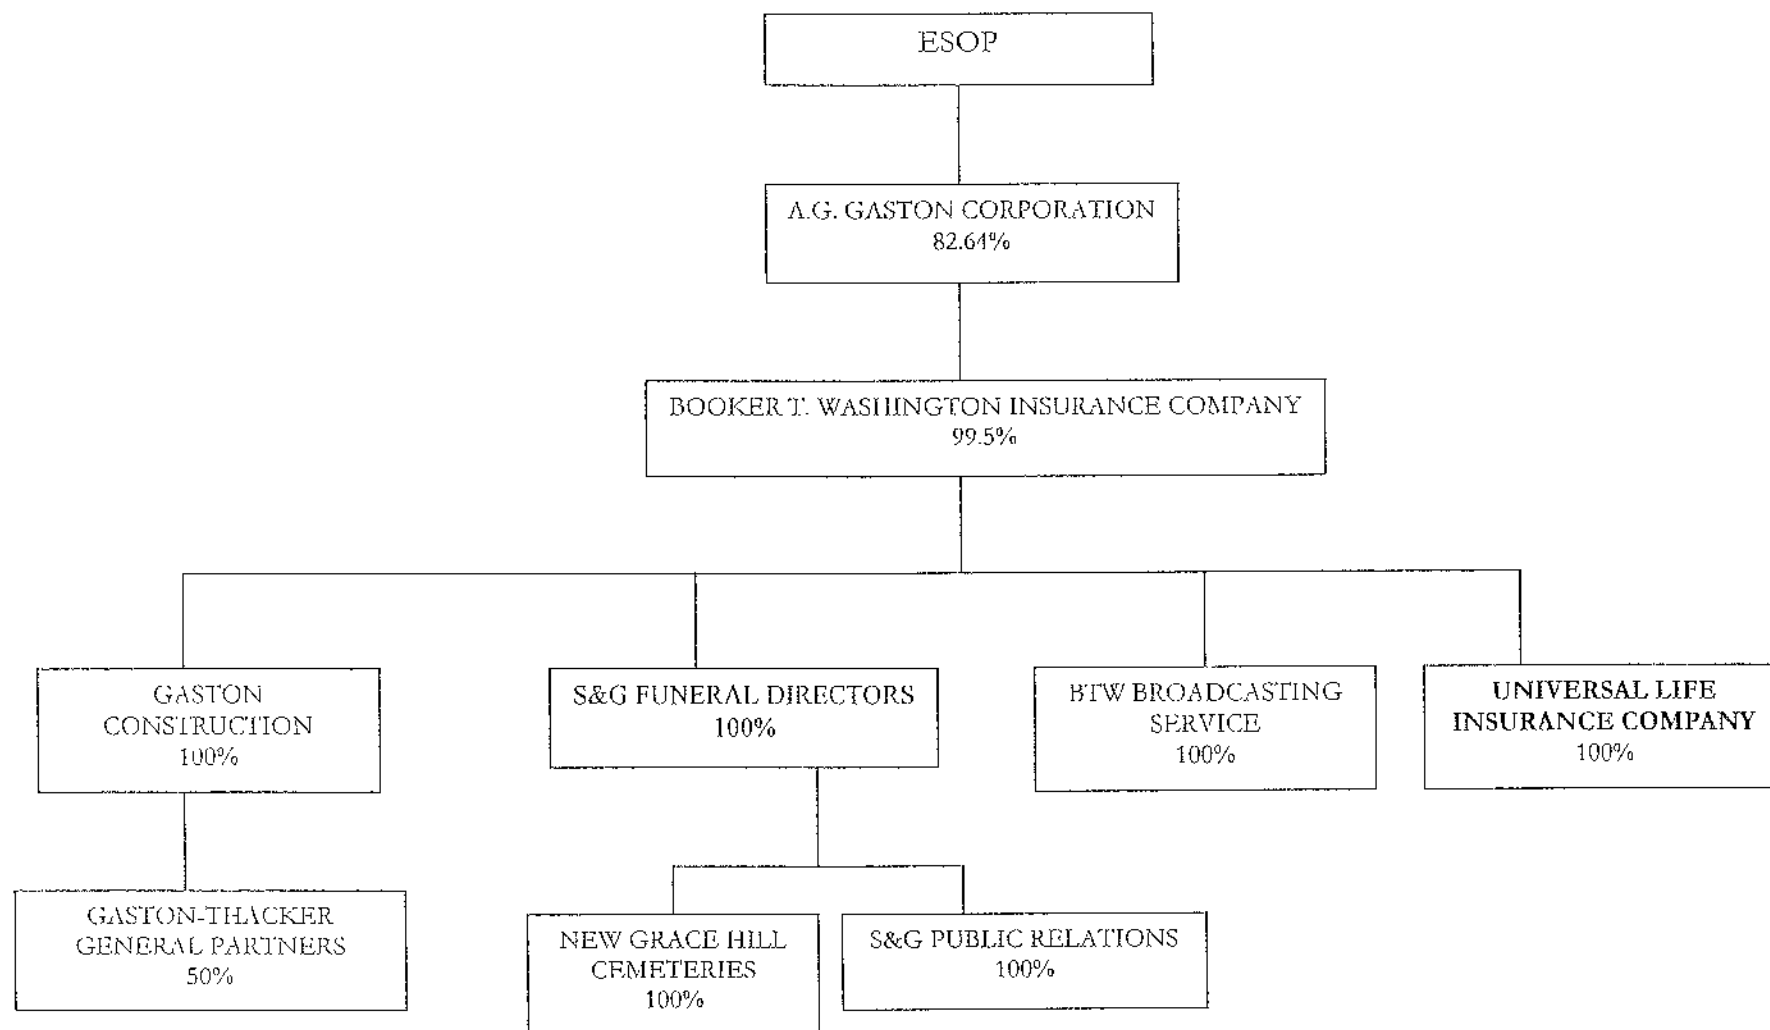 ESOP
A.G. GASTON CORPORATION
82.64%
BOOKER T. WASHINGTON INSURANCE COMPANY
99.5%
GASTON
CONSTRUCTION
100%
S&G FUNERAL DIRECTORS
100%
BTW BROADCASTING
SERVICE
100%
UNIVERSAL LIFE
INSURANCE COMPANY
100%
GASTON-THACKER
GENERAL PARTNERS
50%
NEW GRACE HILL
CEMETERIES
100%
S&G PUBLIC RELATIONS
100%